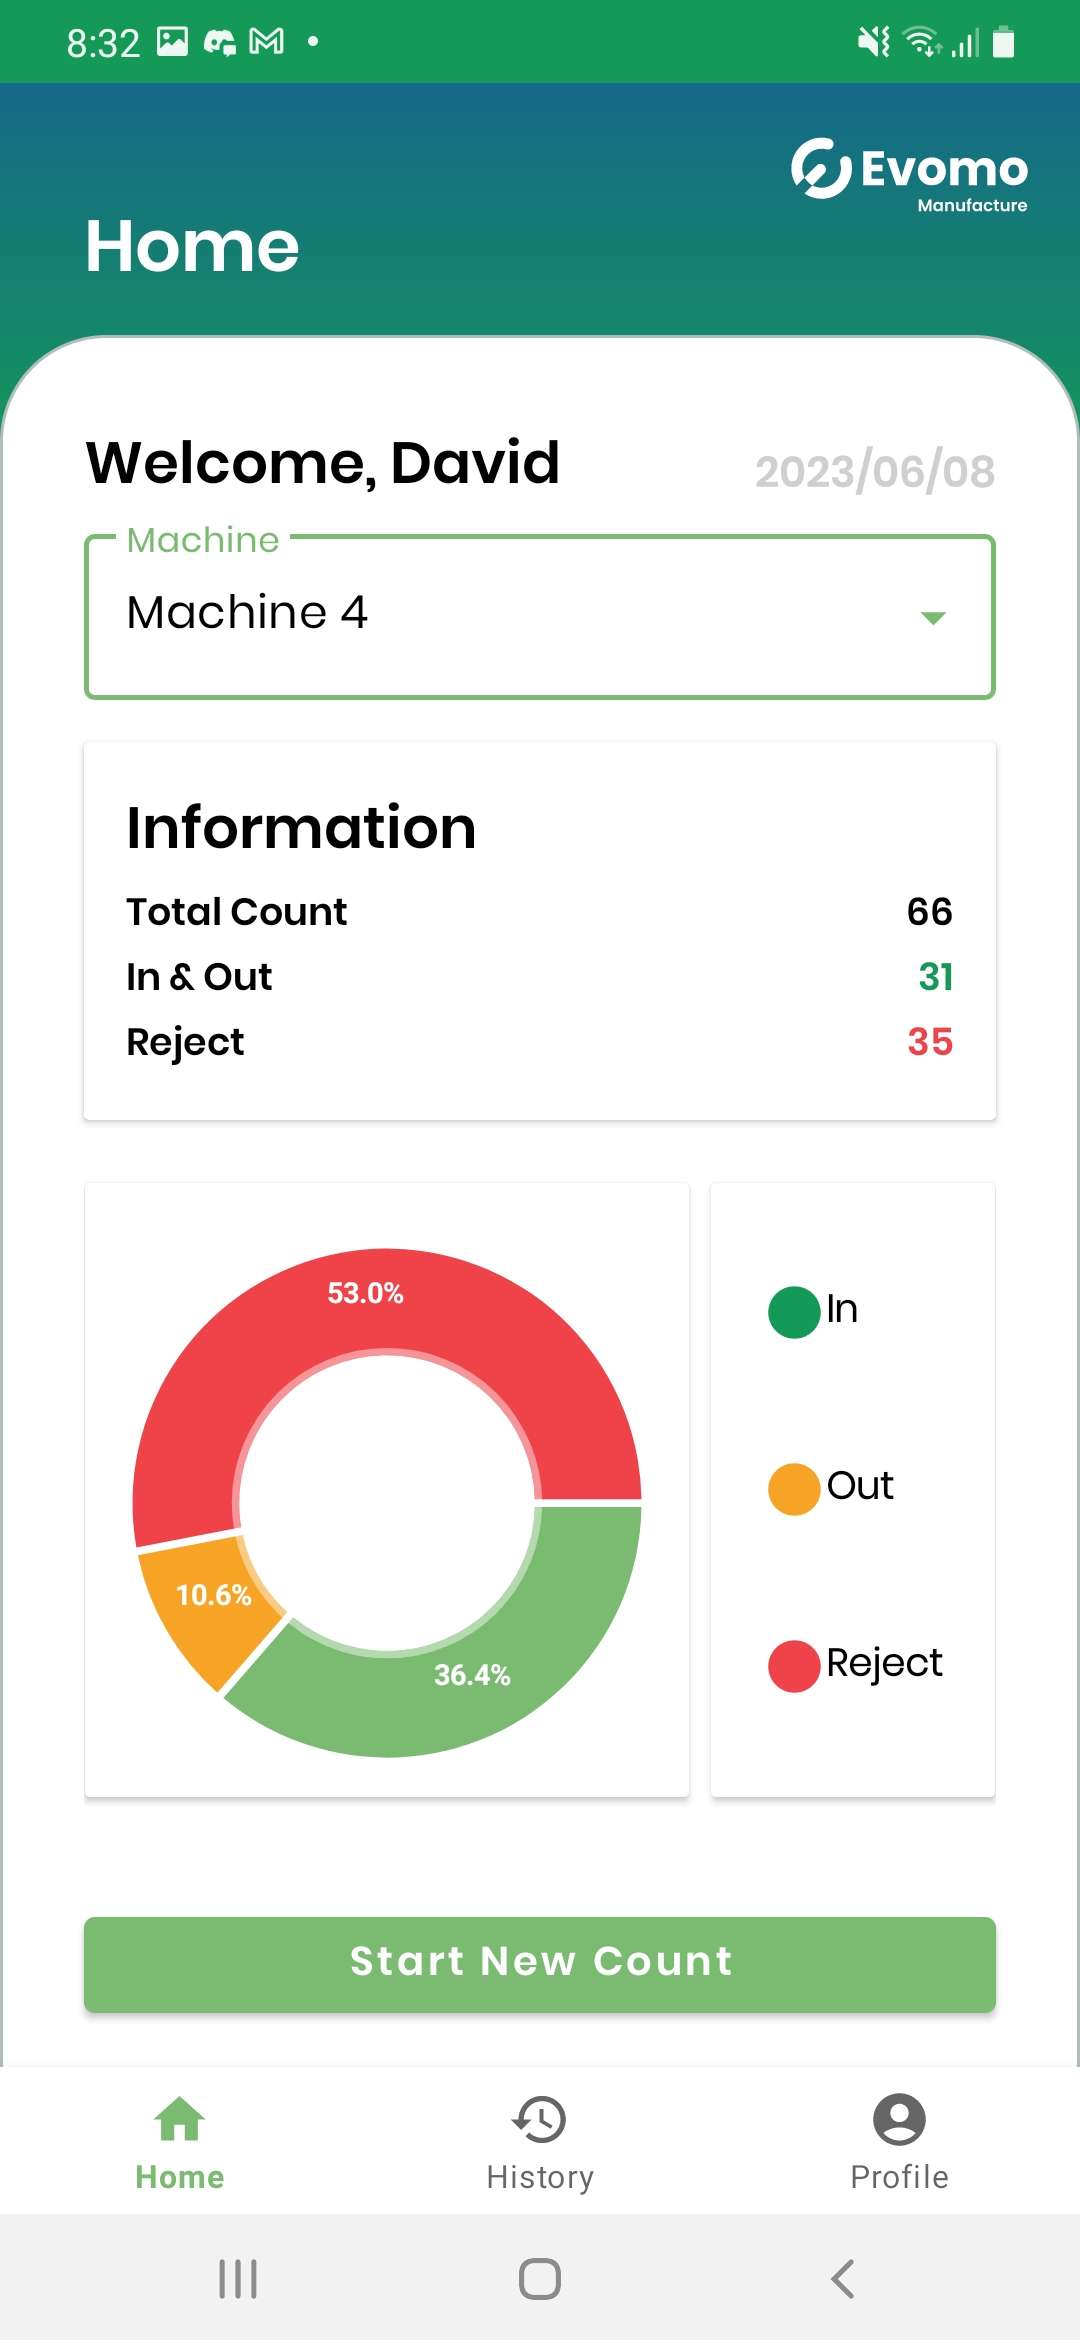 8:32
Evomo
Manufacture
Home
Welcome, David
2023/06/08
Machine
Machine 4
Information
Total Count 66
In & Out 31
Reject 35
53.0%
10.6%
36.4%
In
Out
Reject
Start New Count
Home History Profile